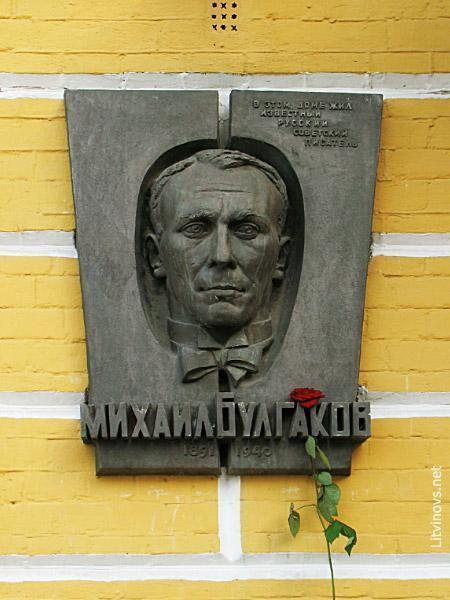 В ЭТОМ ДОМЕ ЖИЛ
ИЗВЕСТНЫЙ
РУССКИЙ
СОВЕТСКИЙ
ПИСАТЕЛЬ
МИХАИЛ БУЛГАКОВ
1891 1940
Litvinovs.net